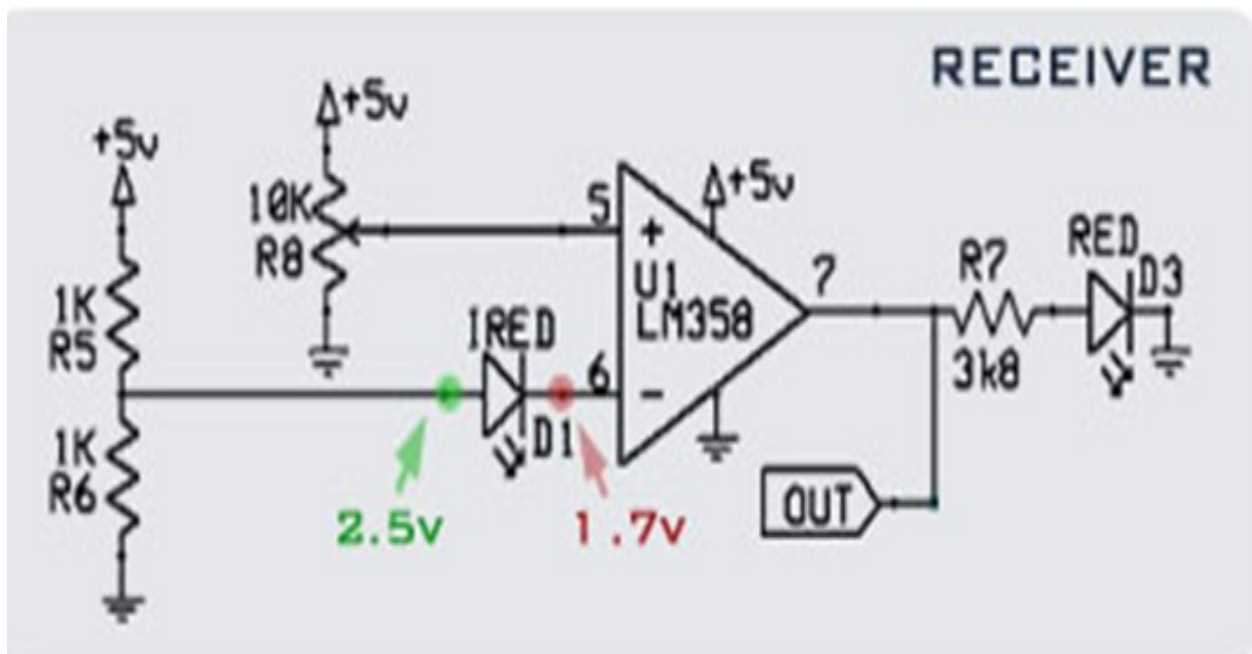 RECEIVER
+5v
+5v
10K
R8
5
+
+5v
U1
LM358
7
R7
3k8
RED
D3
1K
R5
IRED
D1
6
-
1K
R6
2.5v
1.7v
OUT